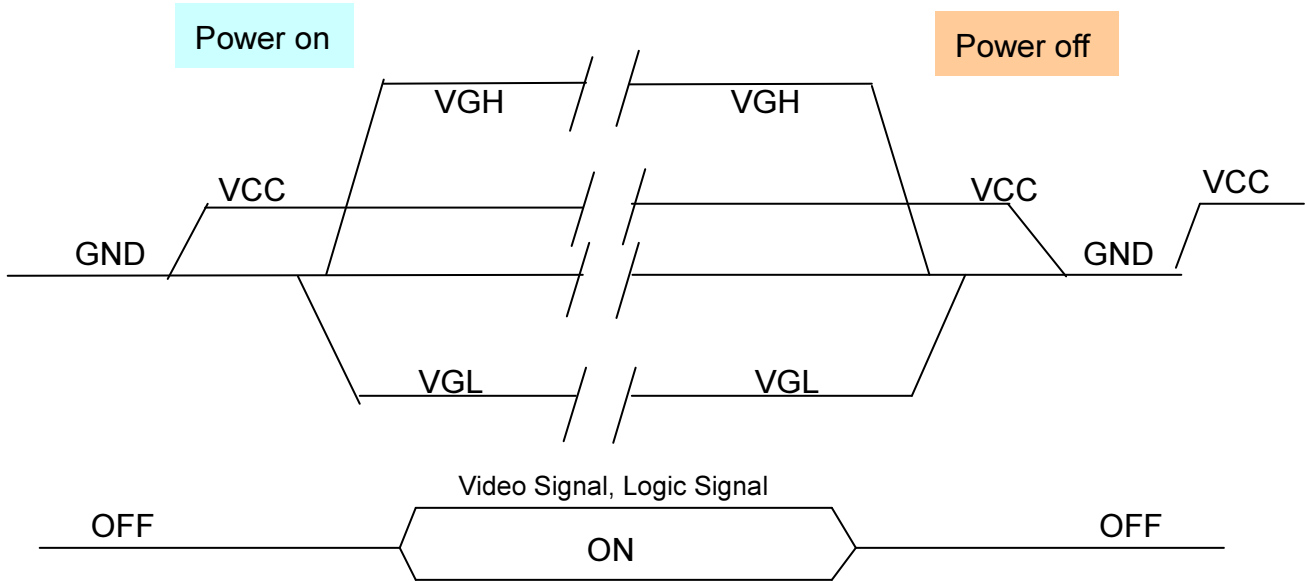 Power on
Power off
VGH
VGH
VCC
VCC
VCC
GND
GND
VGL
VGL
Video Signal, Logic Signal
OFF
ON
OFF